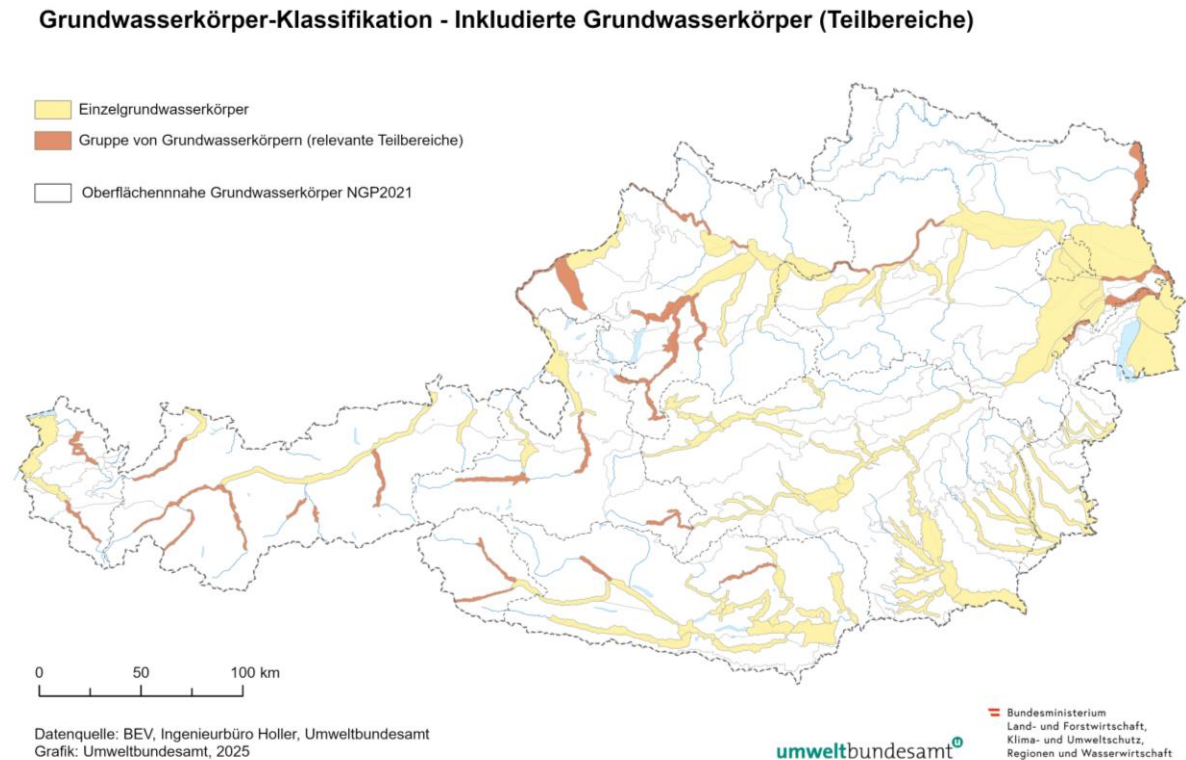 Grundwasserkörper-Klassifikation - Inkludierte Grundwasserkörper (Teilbereiche)
Einzelgrundwasserkörper
Gruppe von Grundwasserkörpern (relevante Teilbereiche)
Oberflächennnahe Grundwasserkörper NGP2021
0 50 100 km
Datenquelle: BEV, Ingenieurbüro Holler, Umweltbundesamt
Grafik: Umweltbundesamt, 2025
umweltbundesamt u
Bundesministerium
Land- und Forstwirtschaft,
Klima- und Umweltschutz,
Regionen und Wasserwirtschaft